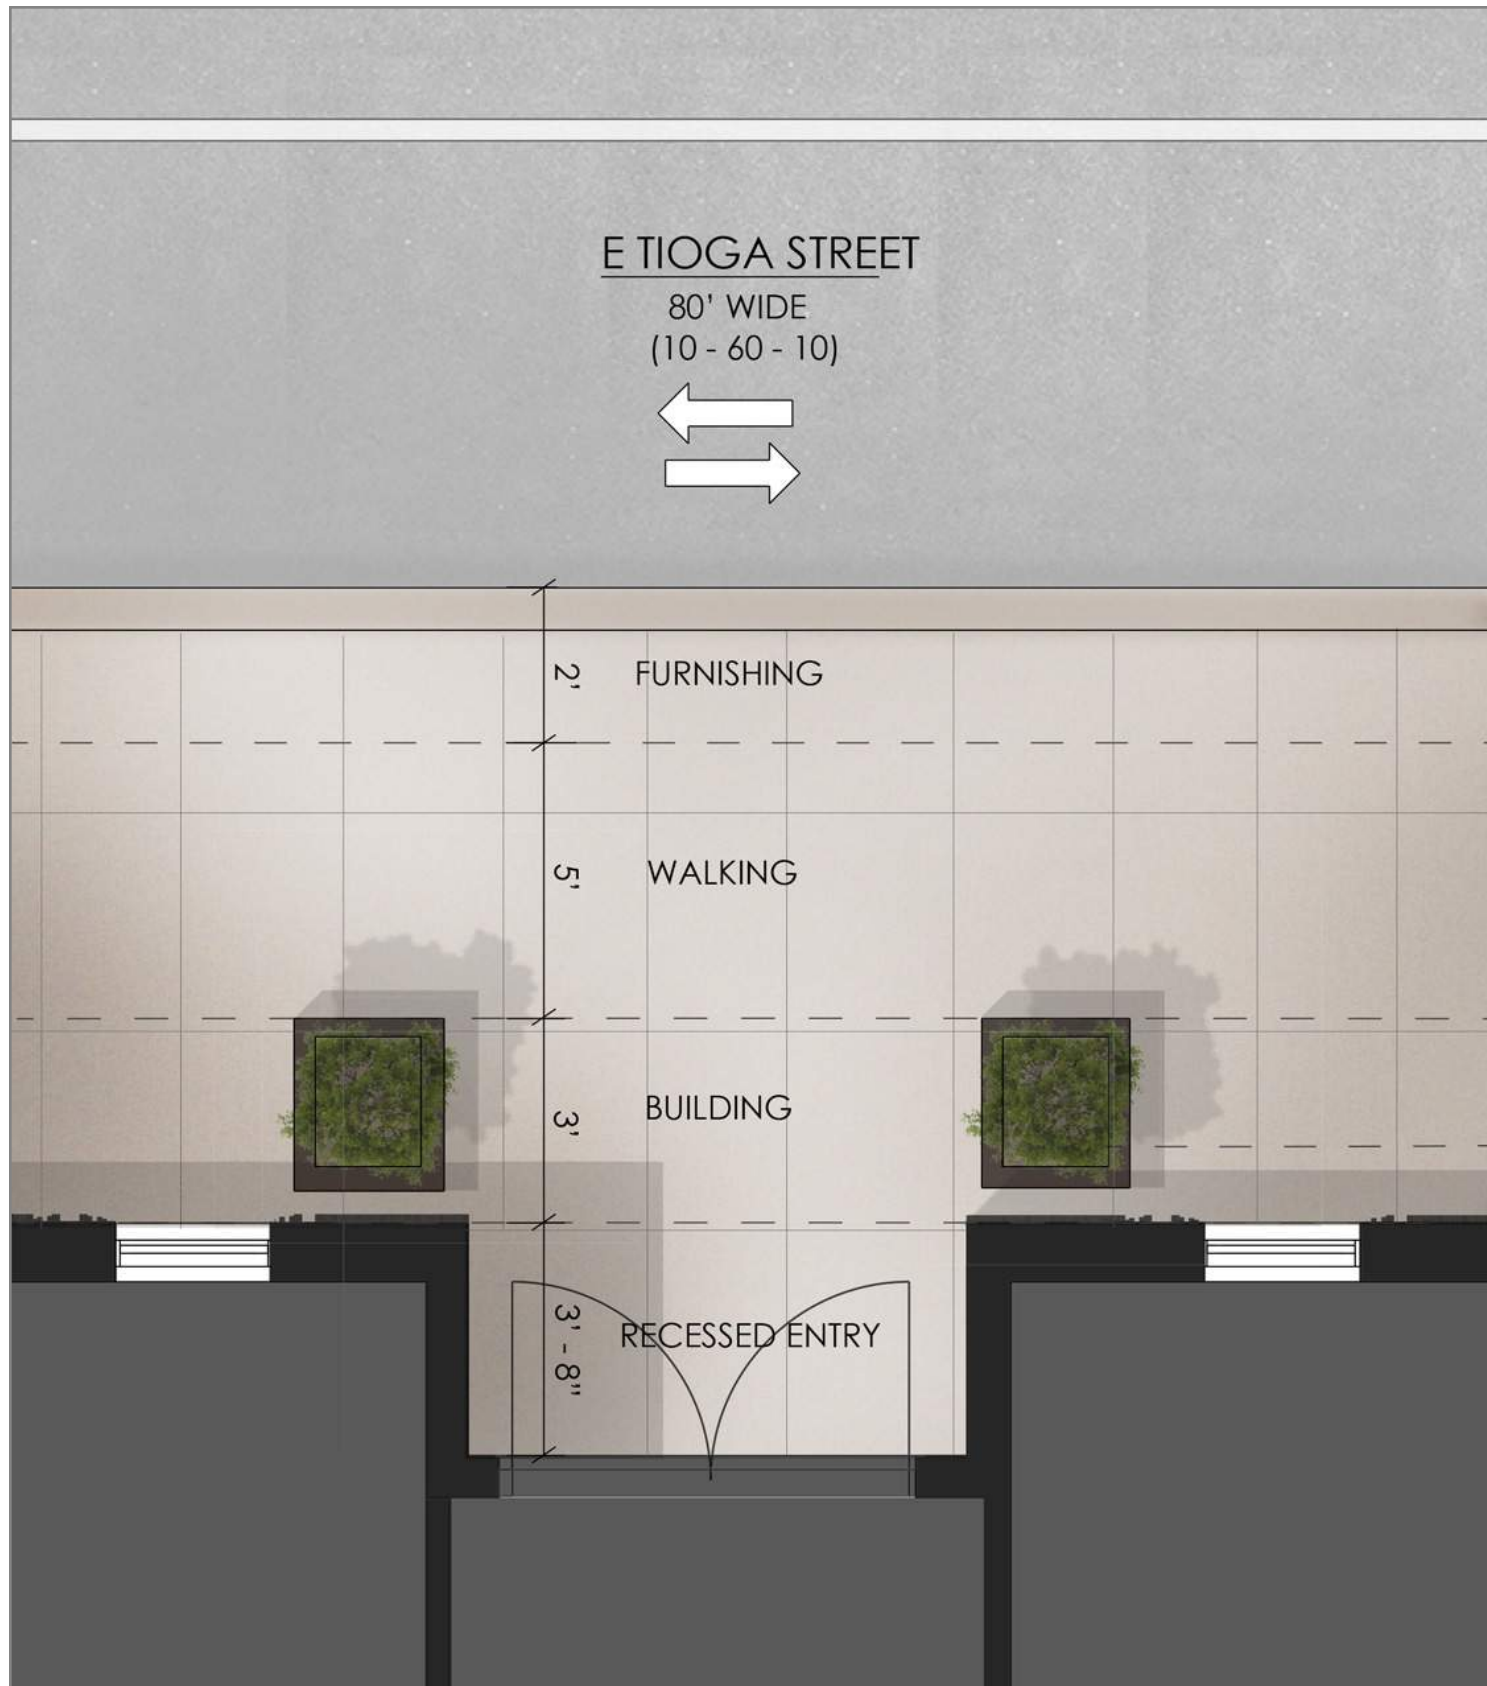 E TIOGA STREET
80' WIDE
(10 - 60 - 10)
2'
FURNISHING
5'
WALKING
3'
BUILDING
3' - 8"
RECESSED ENTRY